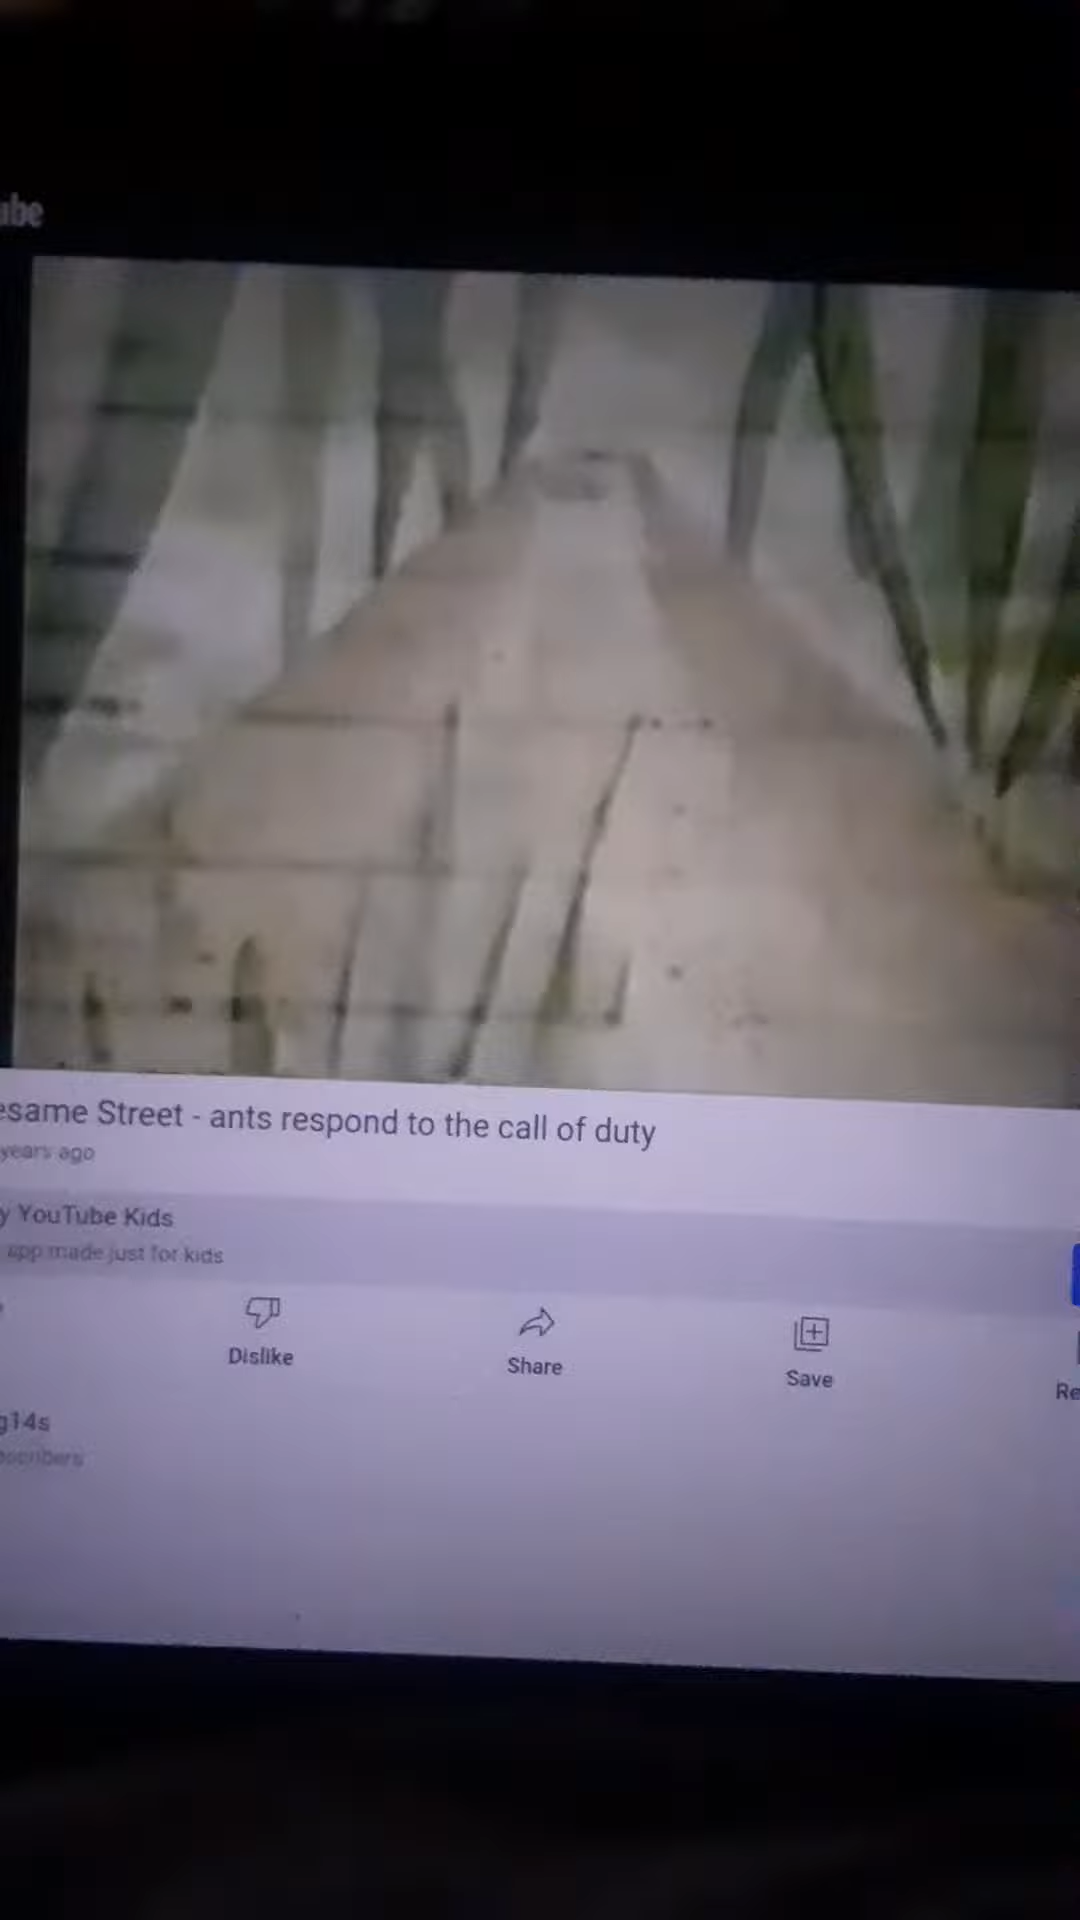 ube
esame Street - ants respond to the call of duty
years ago
y YouTube Kids
app made just for kids
Dislike
Share
Save
Re
g14s
scribers